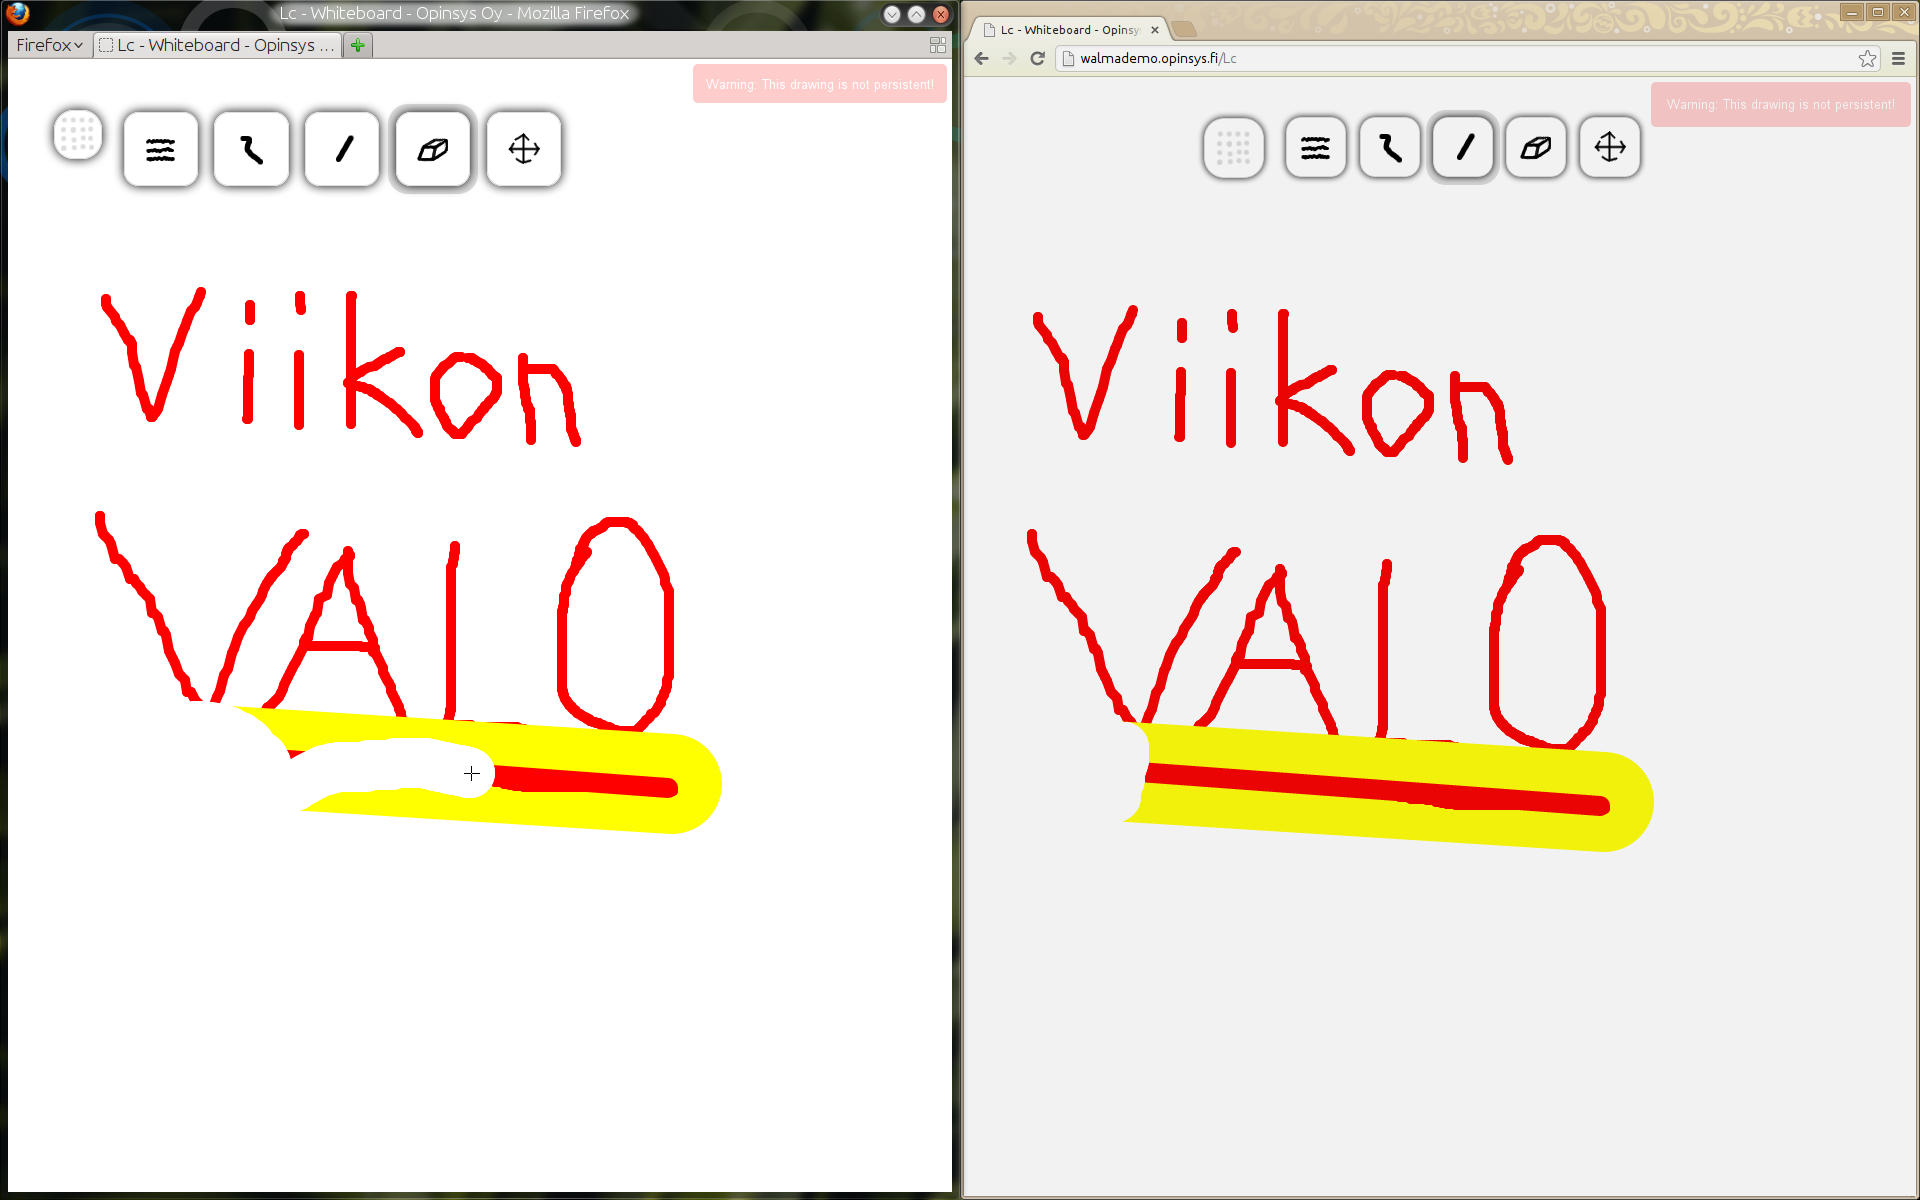 Lc - Whiteboard - Opinsys Oy - Mozilla Firefox
Firefox
Lc - Whiteboard - Opinsys ...
Warning: This drawing is not persistent!
Viikon
VALO
Lc - Whiteboard - Opinsy
walmademo.opinsys.fi/Lc
Warning: This drawing is not persistent!
Viikon
VALO